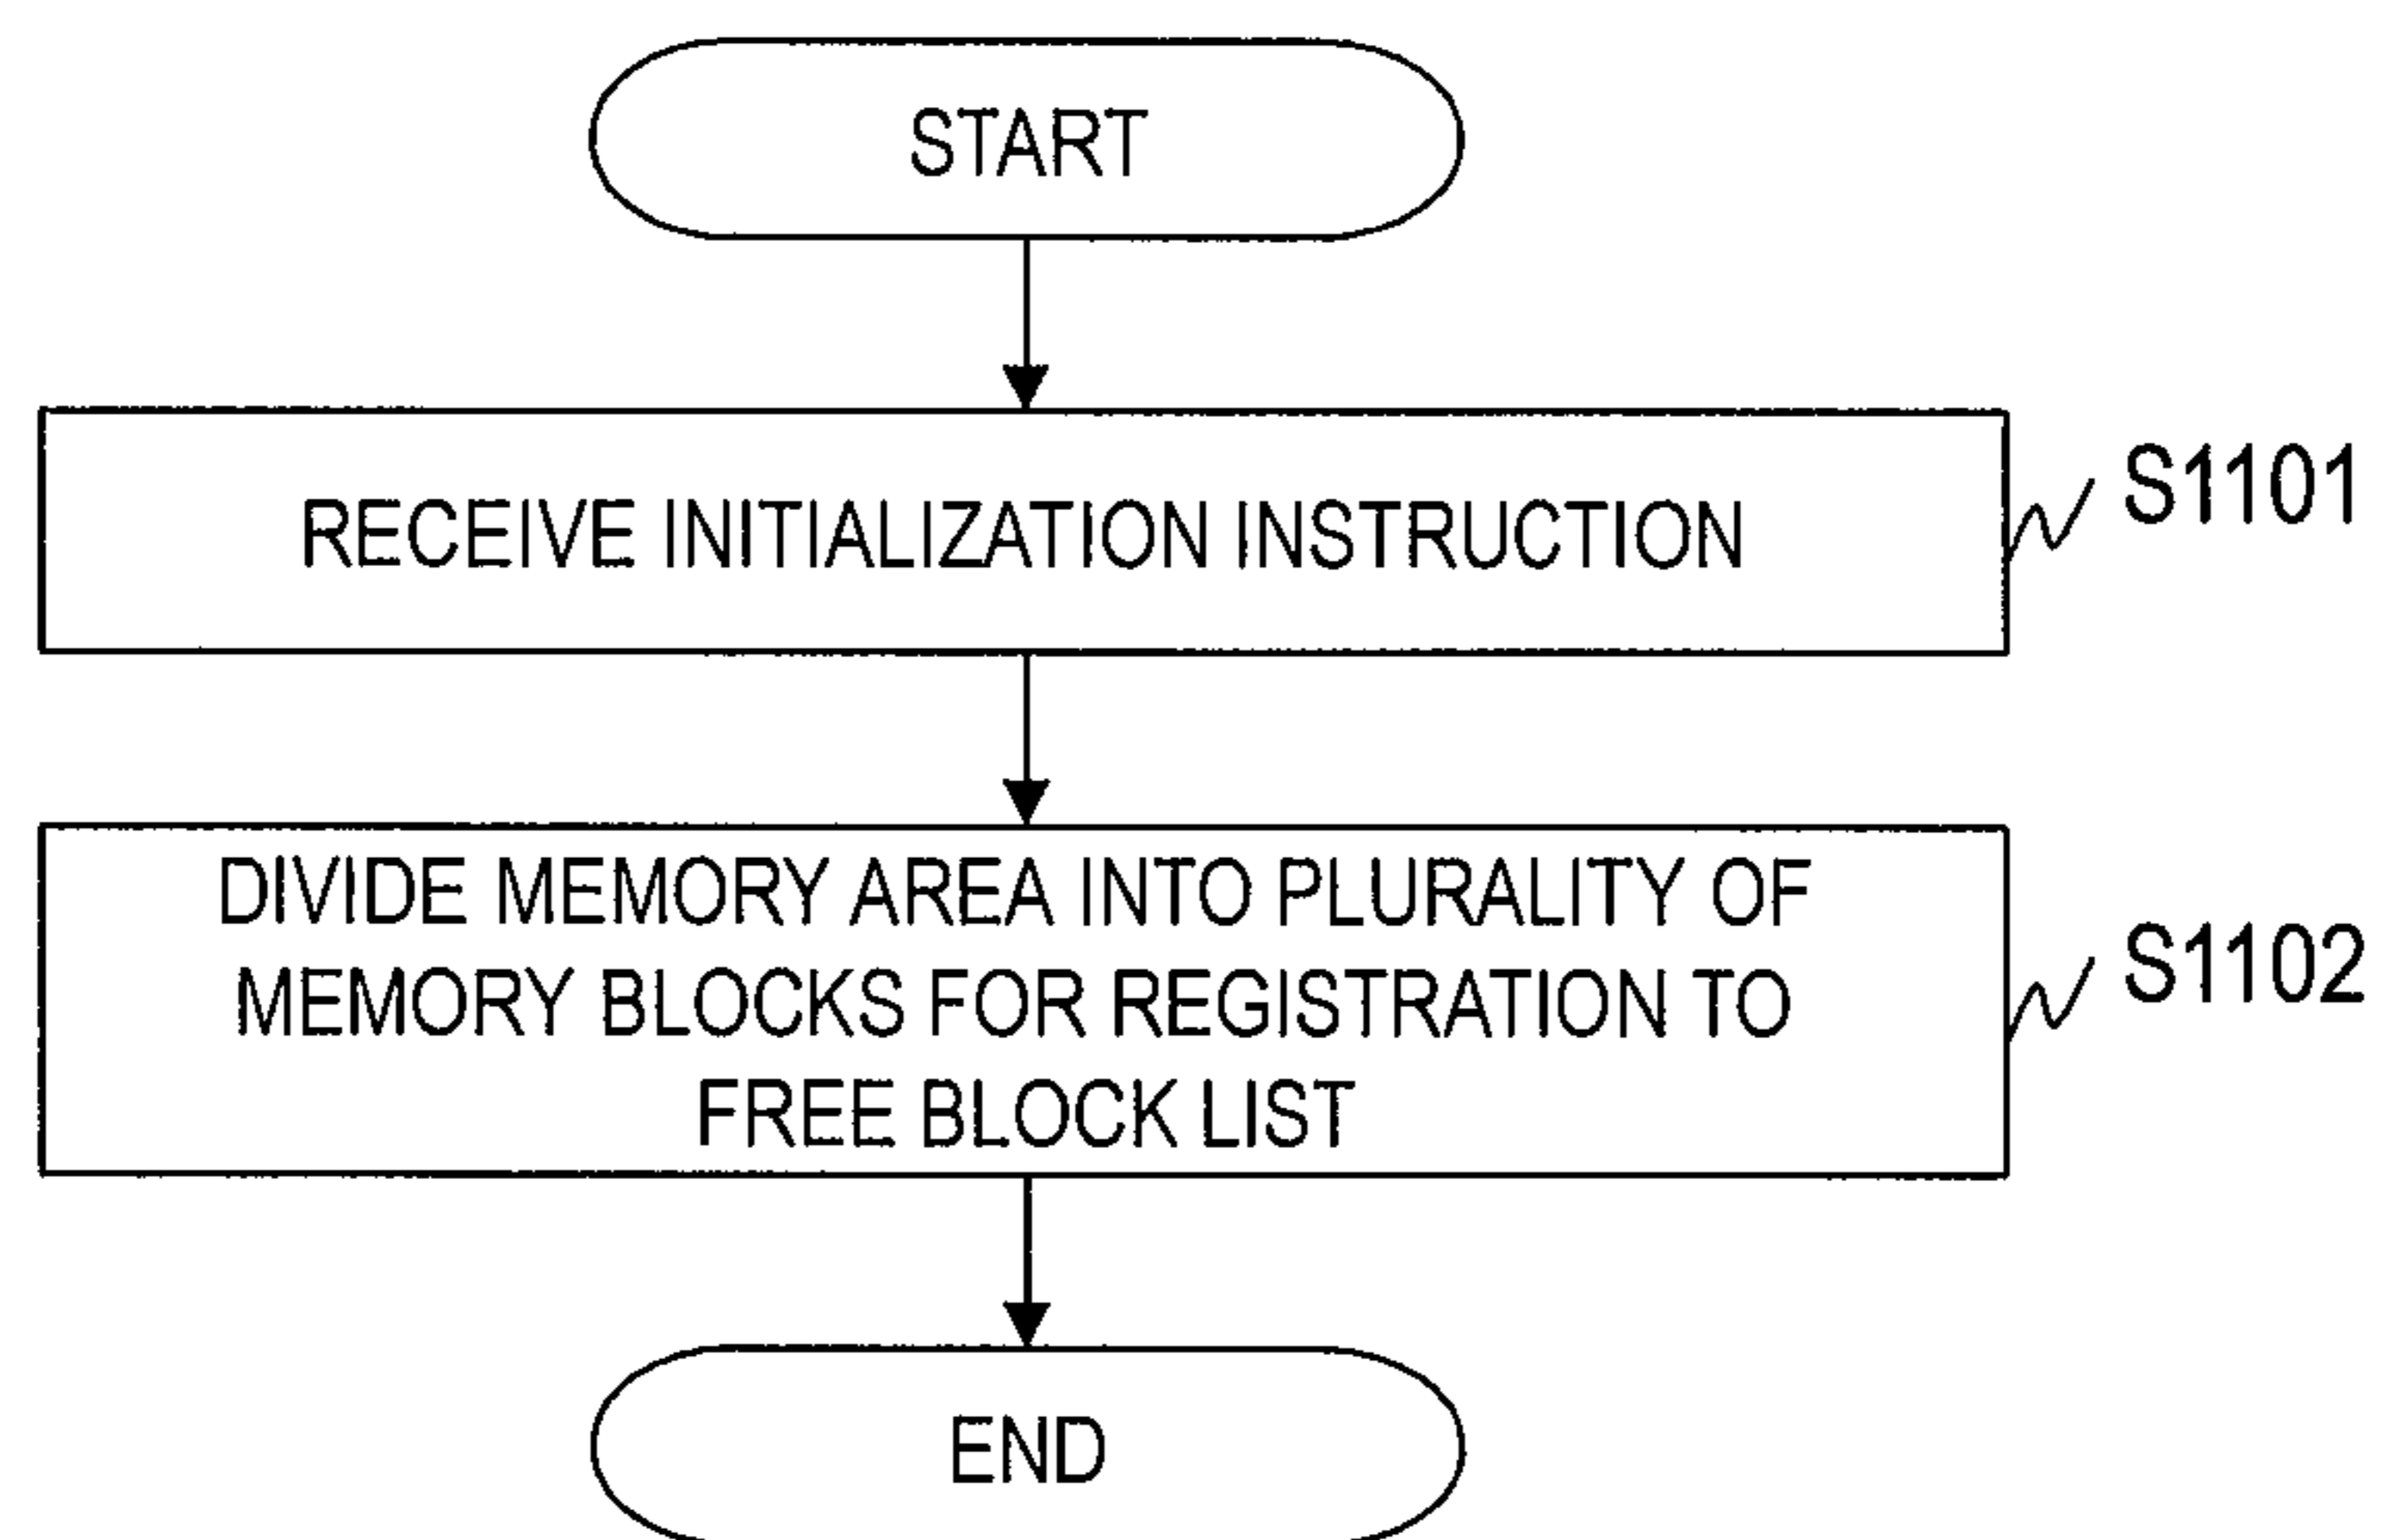 START
RECEIVE INITIALIZATION INSTRUCTION
S1101
DIVIDE MEMORY AREA INTO PLURALITY OF
MEMORY BLOCKS FOR REGISTRATION TO
FREE BLOCK LIST
S1102
END